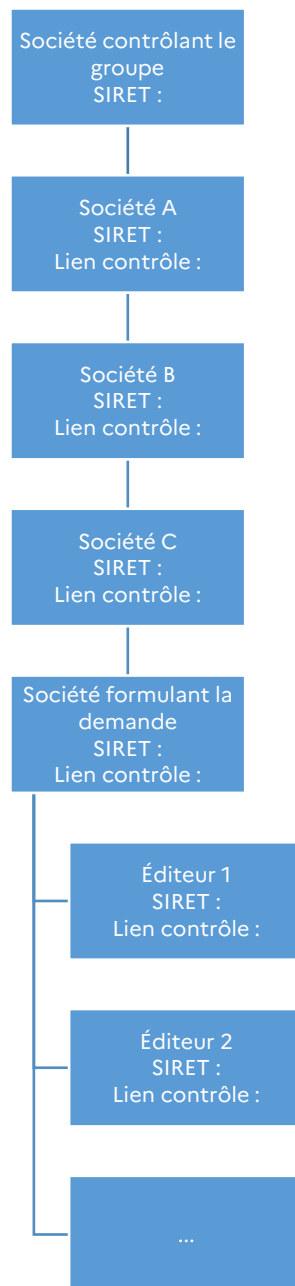 Société contrôlant le
groupe
SIRET :
Société A
SIRET :
Lien contrôle :
Société B
SIRET :
Lien contrôle :
Société C
SIRET :
Lien contrôle :
Société formulant la
demande
SIRET :
Lien contrôle :
Éditeur 1
SIRET :
Lien contrôle :
Éditeur 2
SIRET :
Lien contrôle :
...